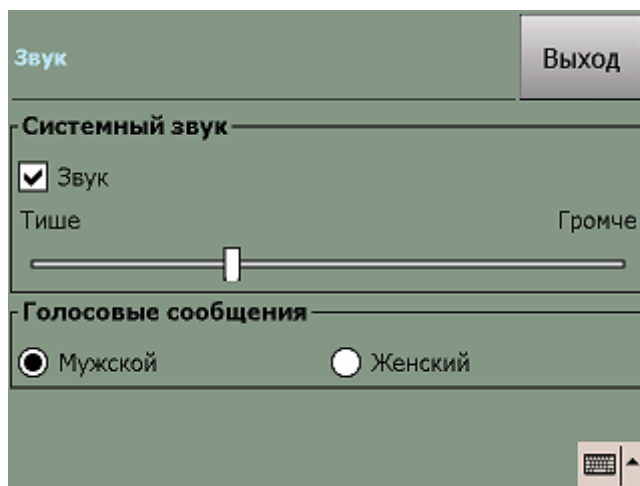 Звук
Выход
Системный звук
Звук
Тише Громче
Голосовые сообщения
Мужской Женский